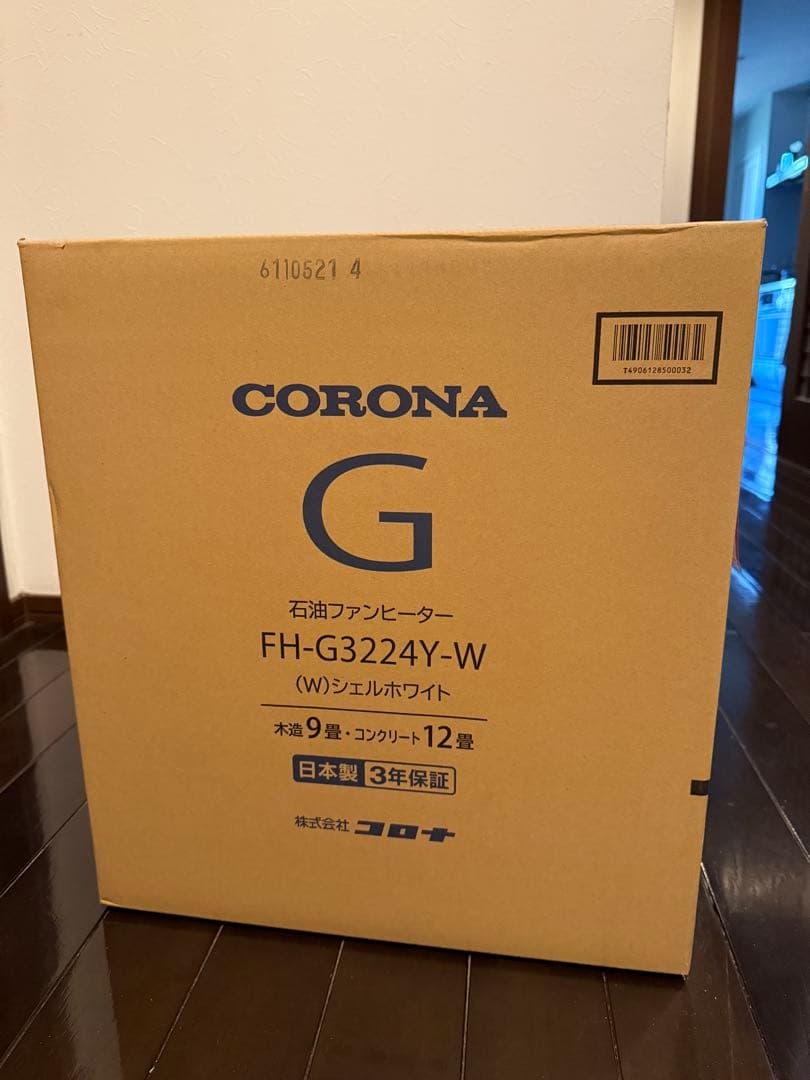 6110521 4
T4906128500032
CORONA
G
石油ファンヒーター
FH-G3224Y-W
(W)シェルホワイト
木造9畳・コンクリート12畳
日本製 3年保証
株式会社 コロナ